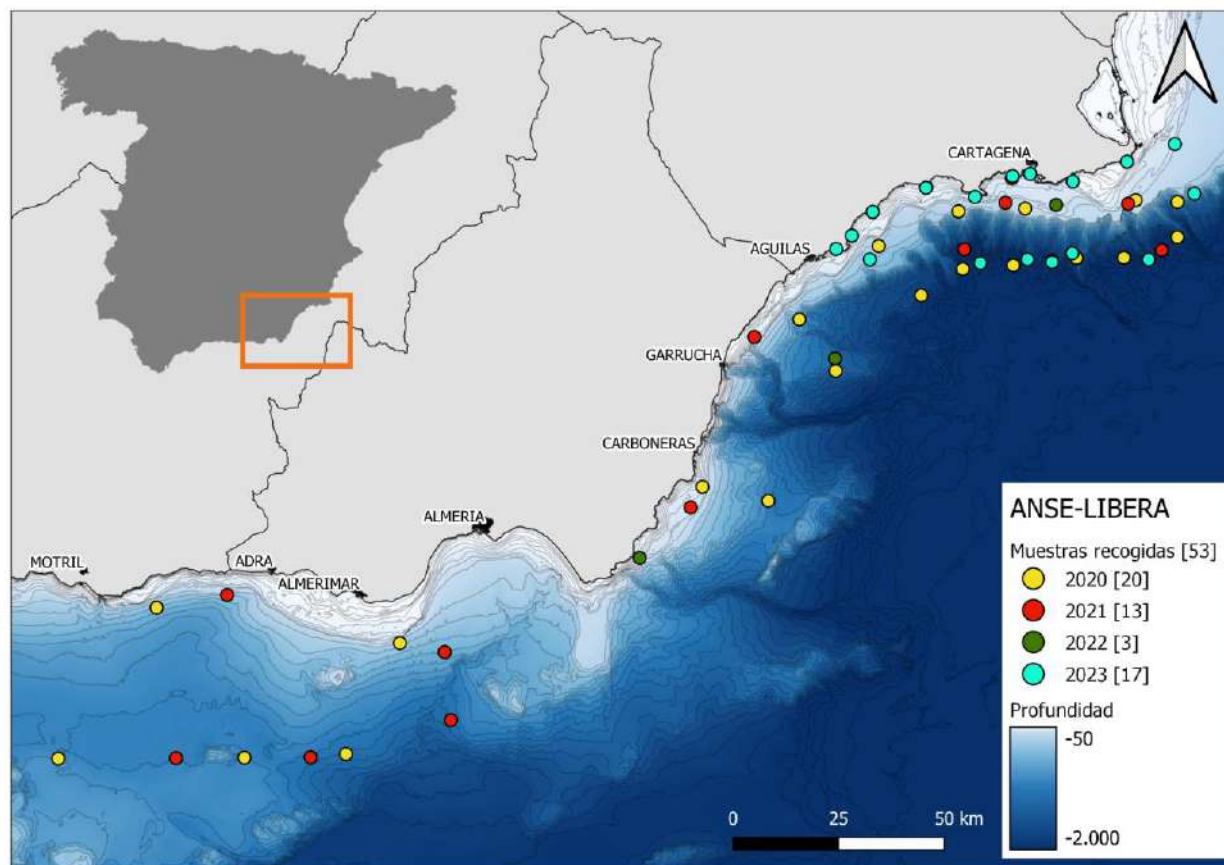 CARTAGENA
AGUILAS
GARRUCHA
CARBONERAS
ALMERIA
MOTRIL
ADRA
ALMERIMAR
ANSE-LIBERA
Muestras recogidas [53]
2020 [20]
2021 [13]
2022 [3]
2023 [17]
Profundidad
-50
-2.000
0 25 50 km